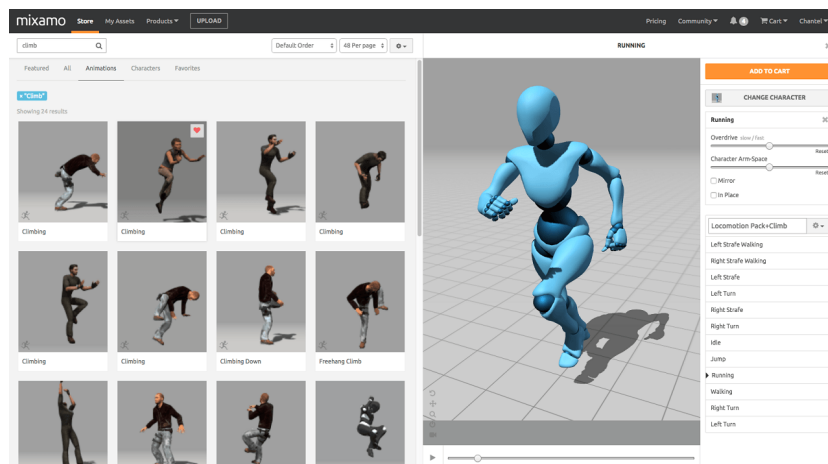 mixamo Store My Assets Products UPLOAD Pricing Community 4 Cart Chantel
climb Default Order 48 Per page RUNNING
Featured All Animations Characters Favorites
ADD TO CART
× "Climb"
Showing 24 results
CHANGE CHARACTER
Running
Overdrive slow / fast
Reset
Character Arm-Space
Reset
Mirror
In Place
Climbing Climbing Climbing Climbing
Locomotion Pack+Climb
Left Strafe Walking
Right Strafe Walking
Left Strafe
Left Turn
Right Strafe
Right Turn
Idle
Jump
Running
Walking
Right Turn
Left Turn
Climbing Climbing Climbing Down Freehang Climb